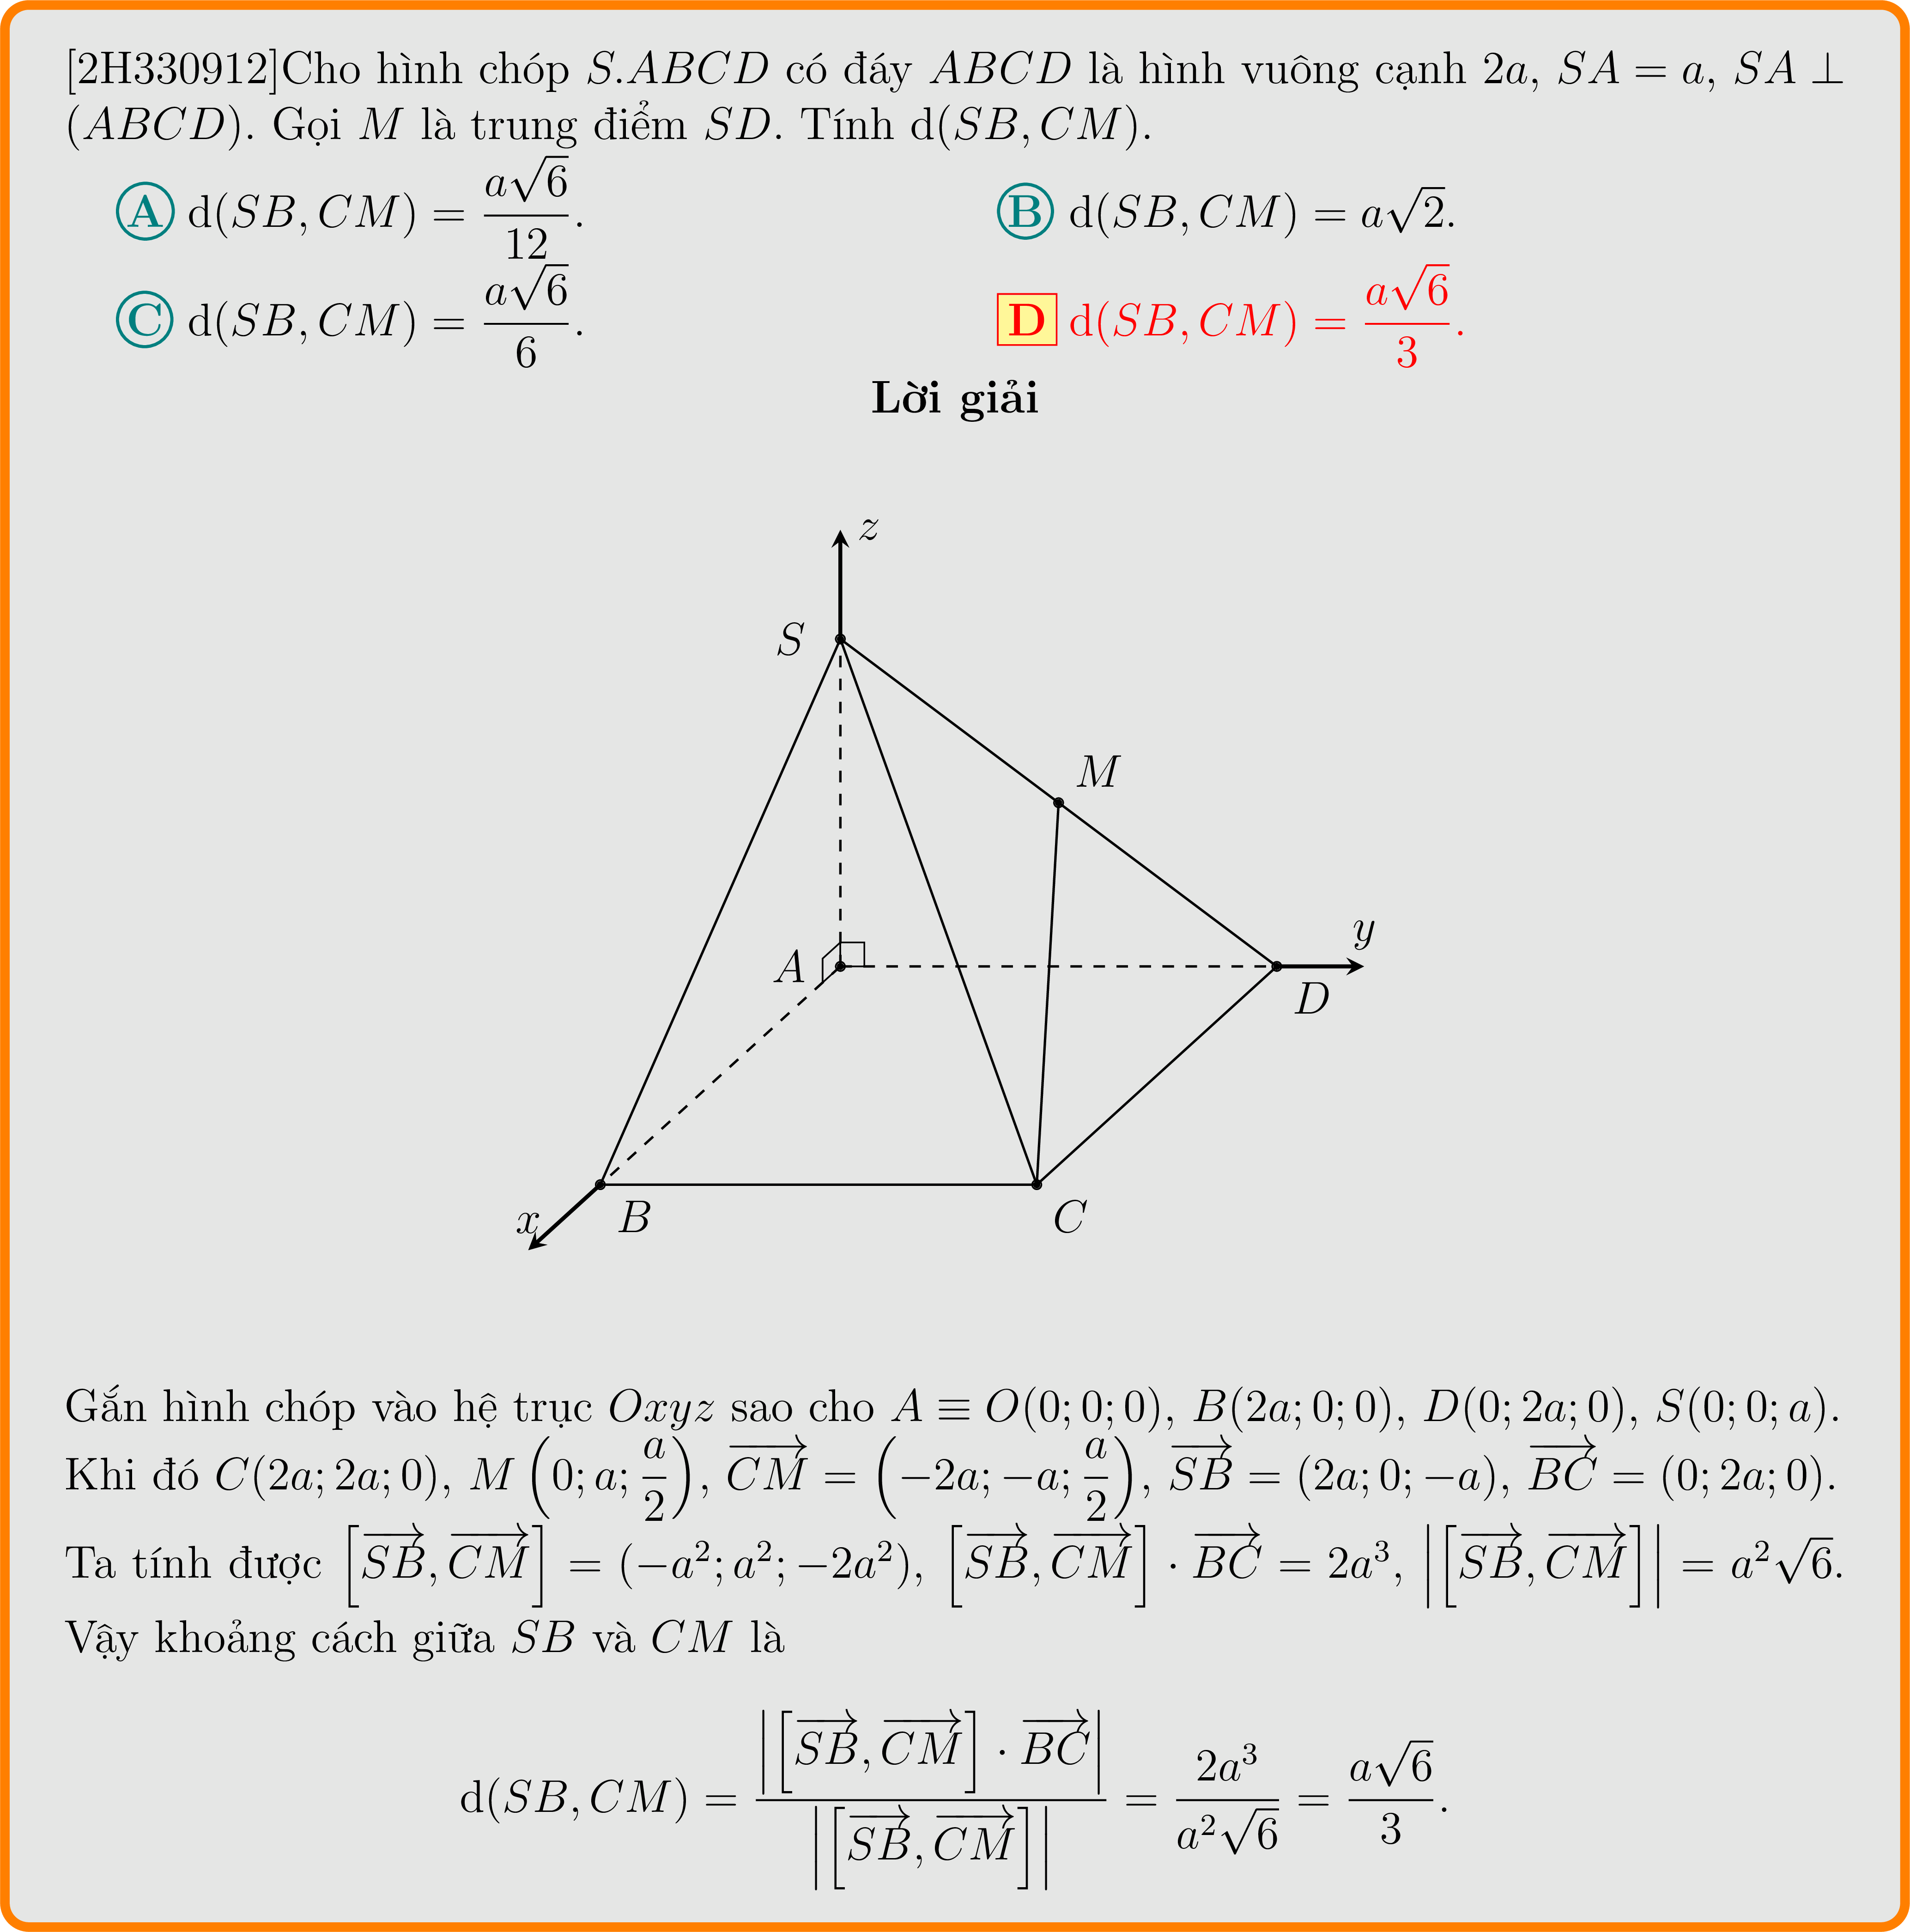 [2H330912]Cho hình chóp S.ABCD có đáy ABCD là hình vuông cạnh 2a, SA = a, SA ⊥
(ABCD). Gọi M là trung điểm SD. Tính d(SB, CM).
A d(SB, CM) = \frac{a\sqrt{6}}{12}. B d(SB, CM) = a\sqrt{2}.
C d(SB, CM) = \frac{a\sqrt{6}}{6}. D d(SB, CM) = \frac{a\sqrt{6}}{3}.
Lời giải
z
S
M
y
A
D
x
B
C
Gắn hình chóp vào hệ trục Oxyz sao cho A ≡ O(0; 0; 0), B(2a; 0; 0), D(0; 2a; 0), S(0; 0; a).
Khi đó C(2a; 2a; 0), M\left(0; a; \frac{a}{2}\right), \overrightarrow{CM} = \left(-2a; -a; \frac{a}{2}\right), \overrightarrow{SB} = (2a; 0; -a), \overrightarrow{BC} = (0; 2a; 0).
Ta tính được \left[\overrightarrow{SB}, \overrightarrow{CM}\right] = (-a^2; a^2; -2a^2), \left[\overrightarrow{SB}, \overrightarrow{CM}\right] \cdot \overrightarrow{BC} = 2a^3, \left|\left[\overrightarrow{SB}, \overrightarrow{CM}\right]\right| = a^2\sqrt{6}.
Vậy khoảng cách giữa SB và CM là
d(SB, CM) = \frac{\left|\left[\overrightarrow{SB}, \overrightarrow{CM}\right] \cdot \overrightarrow{BC}\right|}{\left|\left[\overrightarrow{SB}, \overrightarrow{CM}\right]\right|} = \frac{2a^3}{a^2\sqrt{6}} = \frac{a\sqrt{6}}{3}.